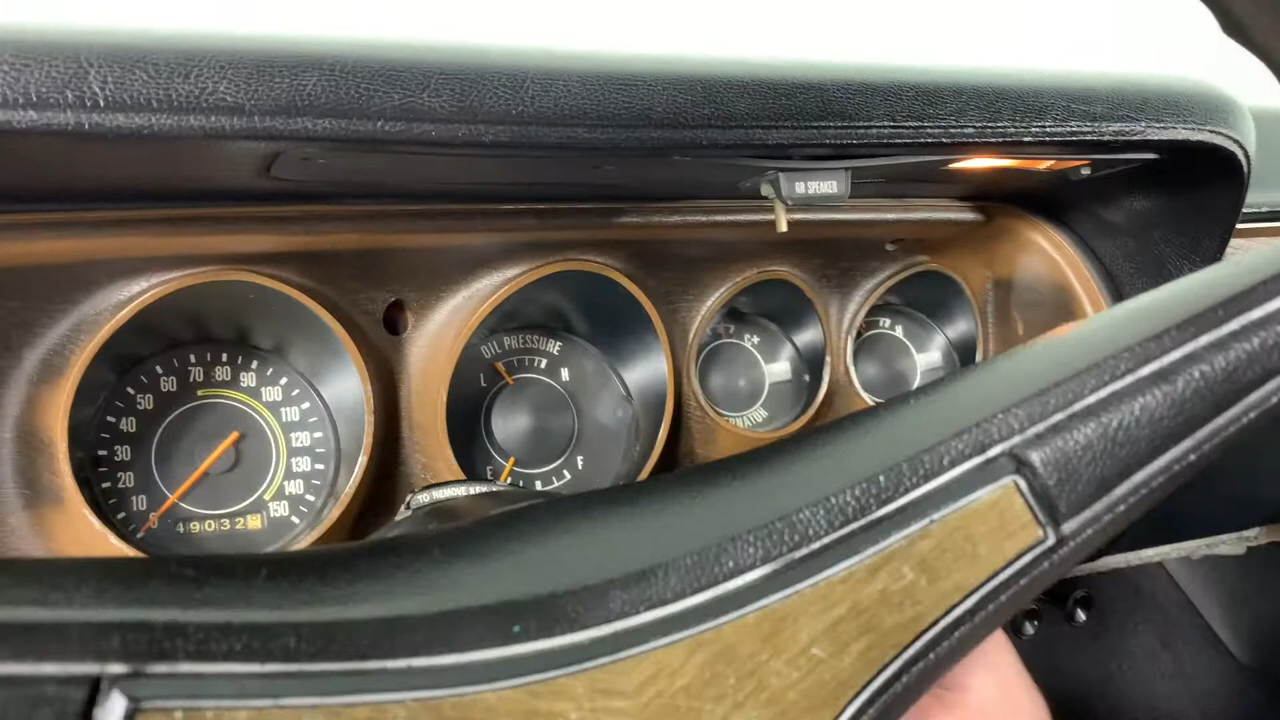 RR SPEAKER
OIL PRESSURE
L H
E F
TO REMOVE KEY
C+
H
0 10 20 30 40 50 60 70 80 90 100 110 120 130 140 150
49032